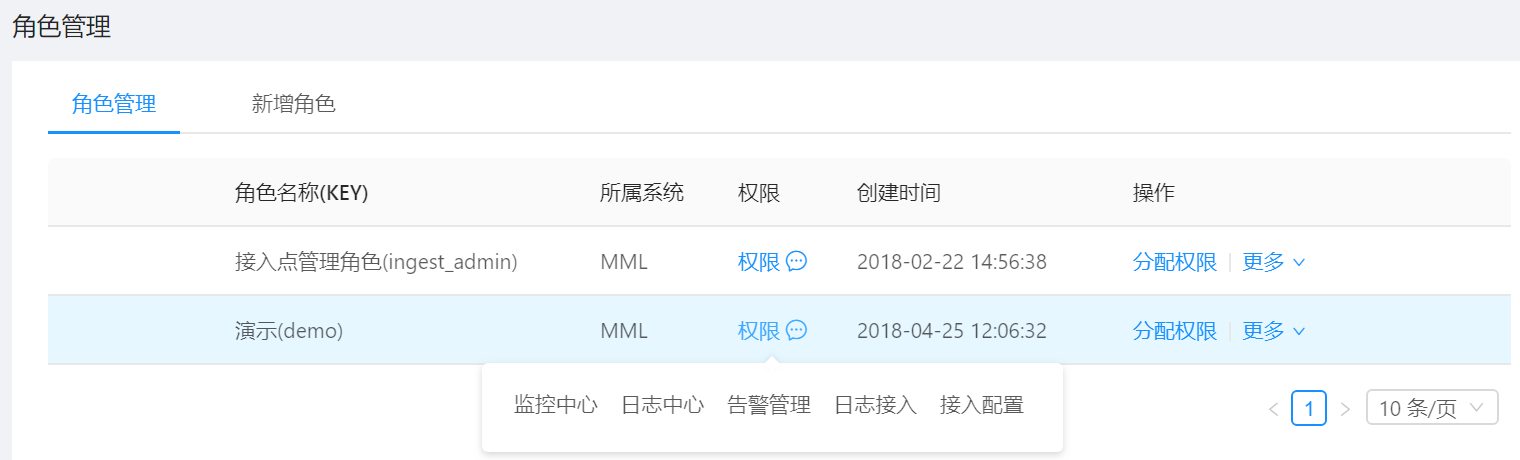 角色管理
角色管理 新增角色
角色名称(KEY) 所属系统 权限 创建时间 操作
接入点管理角色(ingest_admin) MML 权限 2018-02-22 14:56:38 分配权限 更多
演示(demo) MML 权限 2018-04-25 12:06:32 分配权限 更多
监控中心 日志中心 告警管理 日志接入 接入配置
1 10 条/页